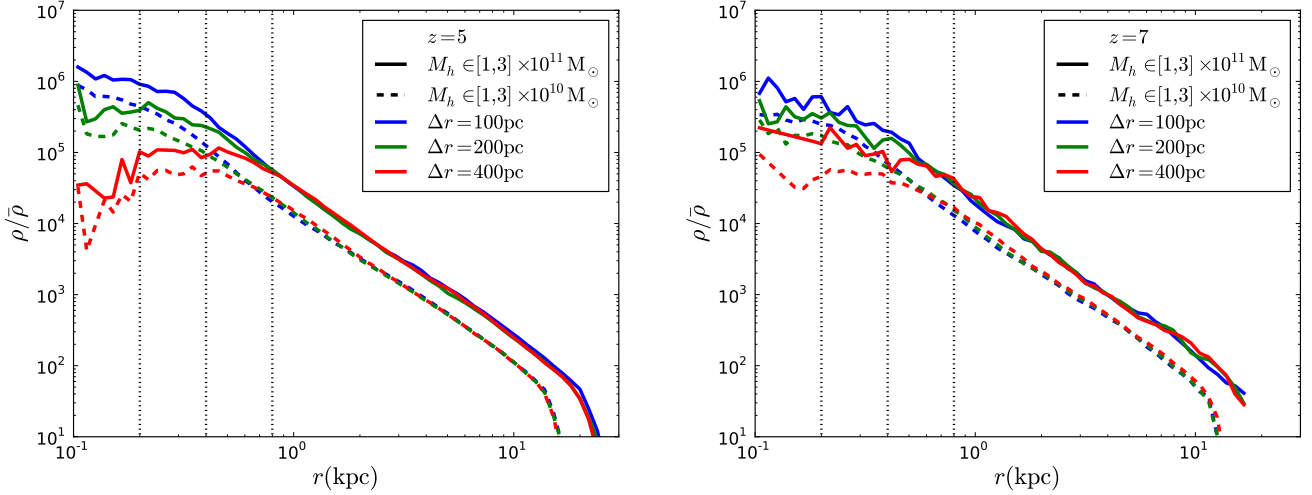 z=5
M_h ∈[1,3] ×10^11 M_⊙
M_h ∈[1,3] ×10^10 M_⊙
Δr=100pc
Δr=200pc
Δr=400pc
10^7
10^6
10^5
10^4
10^3
10^2
10^1
ρ/ρ̄
10^-1 10^0 10^1
r(kpc)
z=7
M_h ∈[1,3] ×10^11 M_⊙
M_h ∈[1,3] ×10^10 M_⊙
Δr=100pc
Δr=200pc
Δr=400pc
10^7
10^6
10^5
10^4
10^3
10^2
10^1
ρ/ρ̄
10^-1 10^0 10^1
r(kpc)